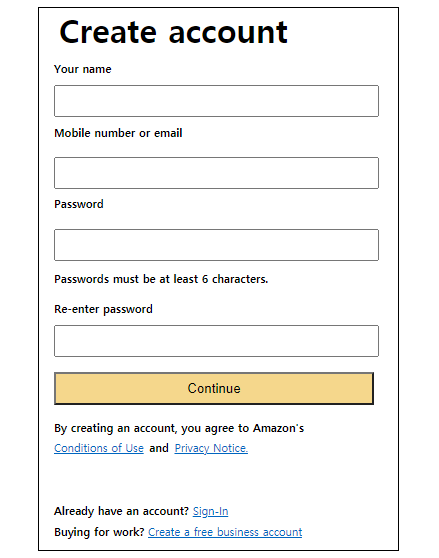 Create account
Your name
Mobile number or email
Password
Passwords must be at least 6 characters.
Re-enter password
Continue
By creating an account, you agree to Amazon's
Conditions of Use and Privacy Notice.
Already have an account? Sign-In
Buying for work? Create a free business account